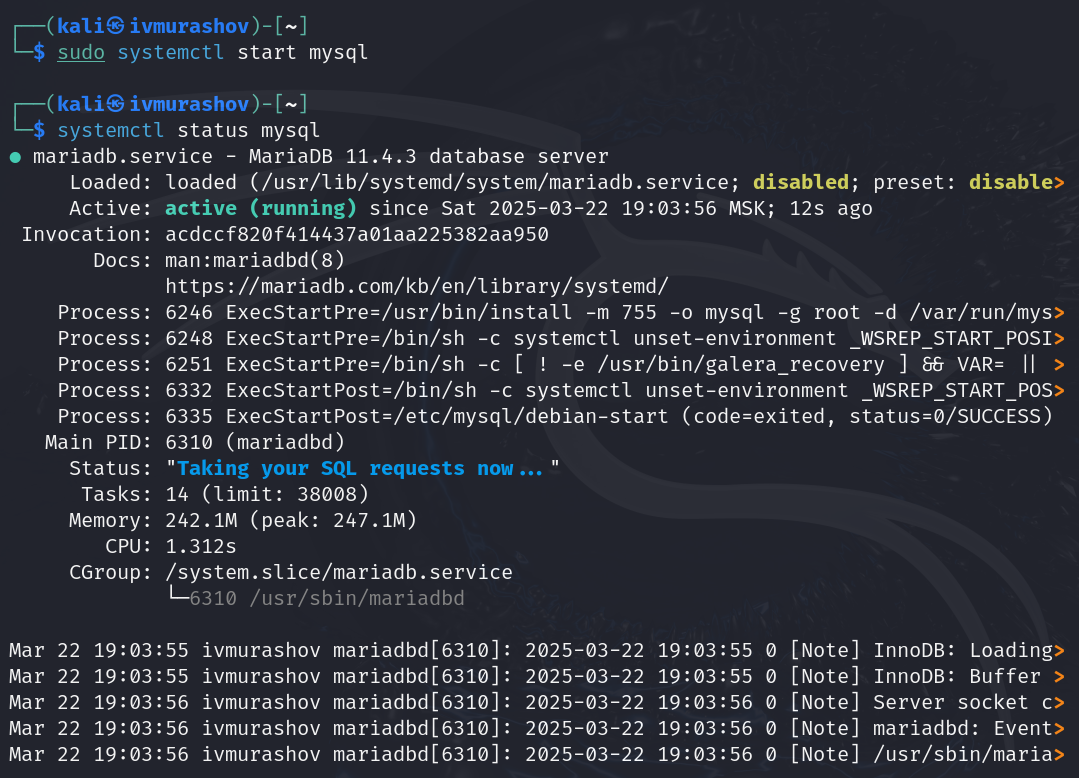 ┌──(kali㉿ivmurashov)-[~]
└─$ sudo systemctl start mysql
┌──(kali㉿ivmurashov)-[~]
└─$ systemctl status mysql
● mariadb.service - MariaDB 11.4.3 database server
Loaded: loaded (/usr/lib/systemd/system/mariadb.service; disabled; preset: disable>
Active: active (running) since Sat 2025-03-22 19:03:56 MSK; 12s ago
Invocation: acdccf820f414437a01aa225382aa950
Docs: man:mariadbd(8)
https://mariadb.com/kb/en/library/systemd/
Process: 6246 ExecStartPre=/usr/bin/install -m 755 -o mysql -g root -d /var/run/mys>
Process: 6248 ExecStartPre=/bin/sh -c systemctl unset-environment _WSREP_START_POSI>
Process: 6251 ExecStartPre=/bin/sh -c [ ! -e /usr/bin/galera_recovery ] && VAR= || >
Process: 6332 ExecStartPost=/bin/sh -c systemctl unset-environment _WSREP_START_POS>
Process: 6335 ExecStartPost=/etc/mysql/debian-start (code=exited, status=0/SUCCESS)
Main PID: 6310 (mariadbd)
Status: "Taking your SQL requests now..."
Tasks: 14 (limit: 38008)
Memory: 242.1M (peak: 247.1M)
CPU: 1.312s
CGroup: /system.slice/mariadb.service
└─6310 /usr/sbin/mariadbd
Mar 22 19:03:55 ivmurashov mariadbd[6310]: 2025-03-22 19:03:55 0 [Note] InnoDB: Loading>
Mar 22 19:03:55 ivmurashov mariadbd[6310]: 2025-03-22 19:03:55 0 [Note] InnoDB: Buffer >
Mar 22 19:03:56 ivmurashov mariadbd[6310]: 2025-03-22 19:03:56 0 [Note] Server socket c>
Mar 22 19:03:56 ivmurashov mariadbd[6310]: 2025-03-22 19:03:56 0 [Note] mariadbd: Event>
Mar 22 19:03:56 ivmurashov mariadbd[6310]: 2025-03-22 19:03:56 0 [Note] /usr/sbin/maria>